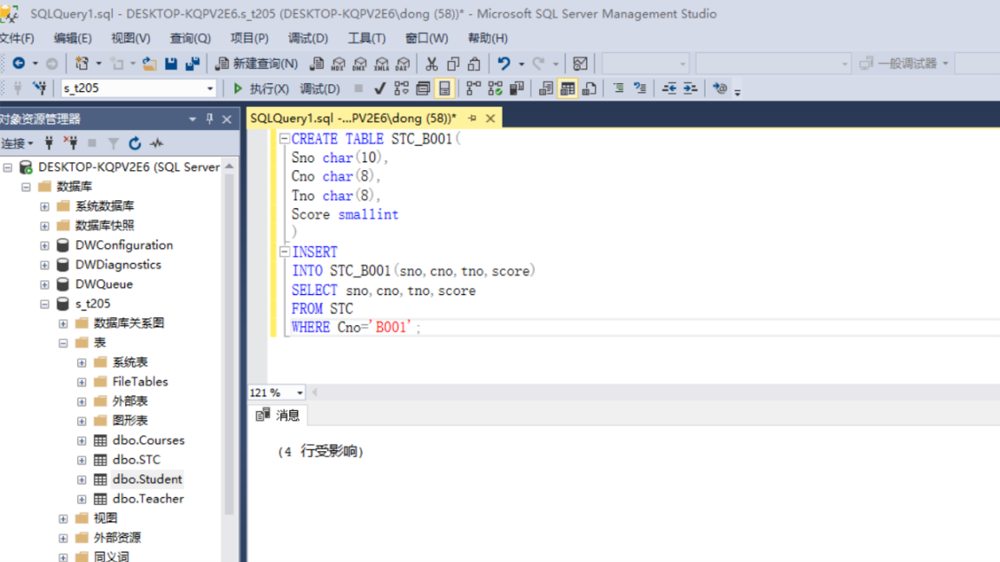 SQLQuery1.sql - DESKTOP-KQPV2E6.s_t205 (DESKTOP-KQPV2E6\dong (58))* - Microsoft SQL Server Management Studio
文件(F) 编辑(E) 视图(V) 查询(Q) 项目(P) 调试(D) 工具(T) 窗口(W) 帮助(H)
新建查询(N) 一般调试器
s_t205 执行(X) 调试(D)
对象资源管理器
连接
DESKTOP-KQPV2E6 (SQL Server
数据库
系统数据库
数据库快照
DWConfiguration
DWDiagnostics
DWQueue
s_t205
数据库关系图
表
系统表
FileTables
外部表
图形表
dbo.Courses
dbo.STC
dbo.Student
dbo.Teacher
视图
外部资源
同义词
SQLQuery1.sql -...PV2E6\dong (58))*
CREATE TABLE STC_B001(
Sno char(10),
Cno char(8),
Tno char(8),
Score smallint
)
INSERT
INTO STC_B001(sno,cno,tno,score)
SELECT sno,cno,tno,score
FROM STC
WHERE Cno='B001';
121 %
消息
(4 行受影响)